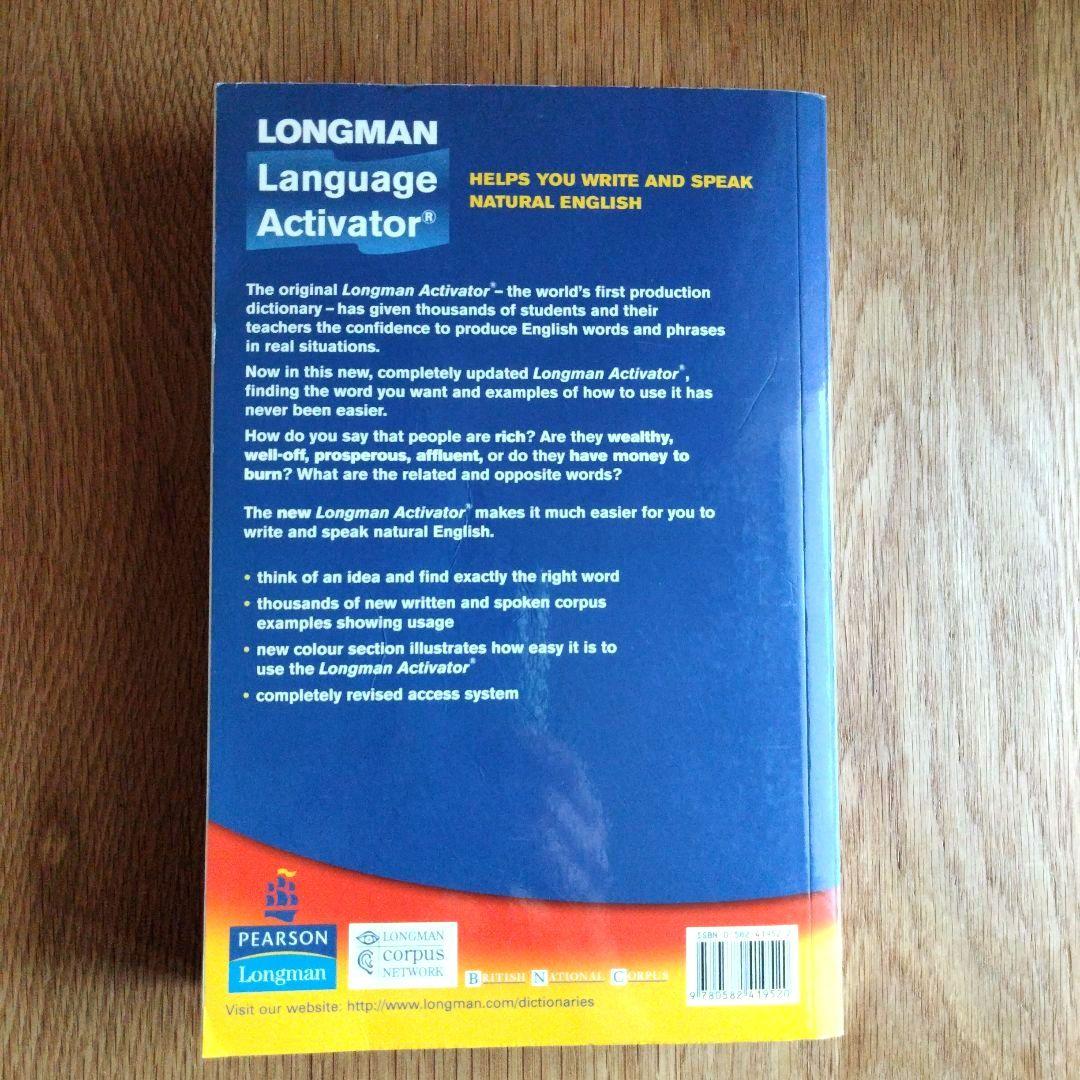 LONGMAN
Language
Activator®
HELPS YOU WRITE AND SPEAK
NATURAL ENGLISH
The original Longman Activator® – the world's first production
dictionary – has given thousands of students and their
teachers the confidence to produce English words and phrases
in real situations.
Now in this new, completely updated Longman Activator®,
finding the word you want and examples of how to use it has
never been easier.
How do you say that people are rich? Are they wealthy,
well-off, prosperous, affluent, or do they have money to
burn? What are the related and opposite words?
The new Longman Activator® makes it much easier for you to
write and speak natural English.
• think of an idea and find exactly the right word
• thousands of new written and spoken corpus
examples showing usage
• new colour section illustrates how easy it is to
use the Longman Activator®
• completely revised access system
PEARSON
Longman
LONGMAN
corpus
NETWORK
BRITISH NATIONAL CORPUS
ISBN 0-582-41952-2
9 780582 419520
Visit our website: http://www.longman.com/dictionaries